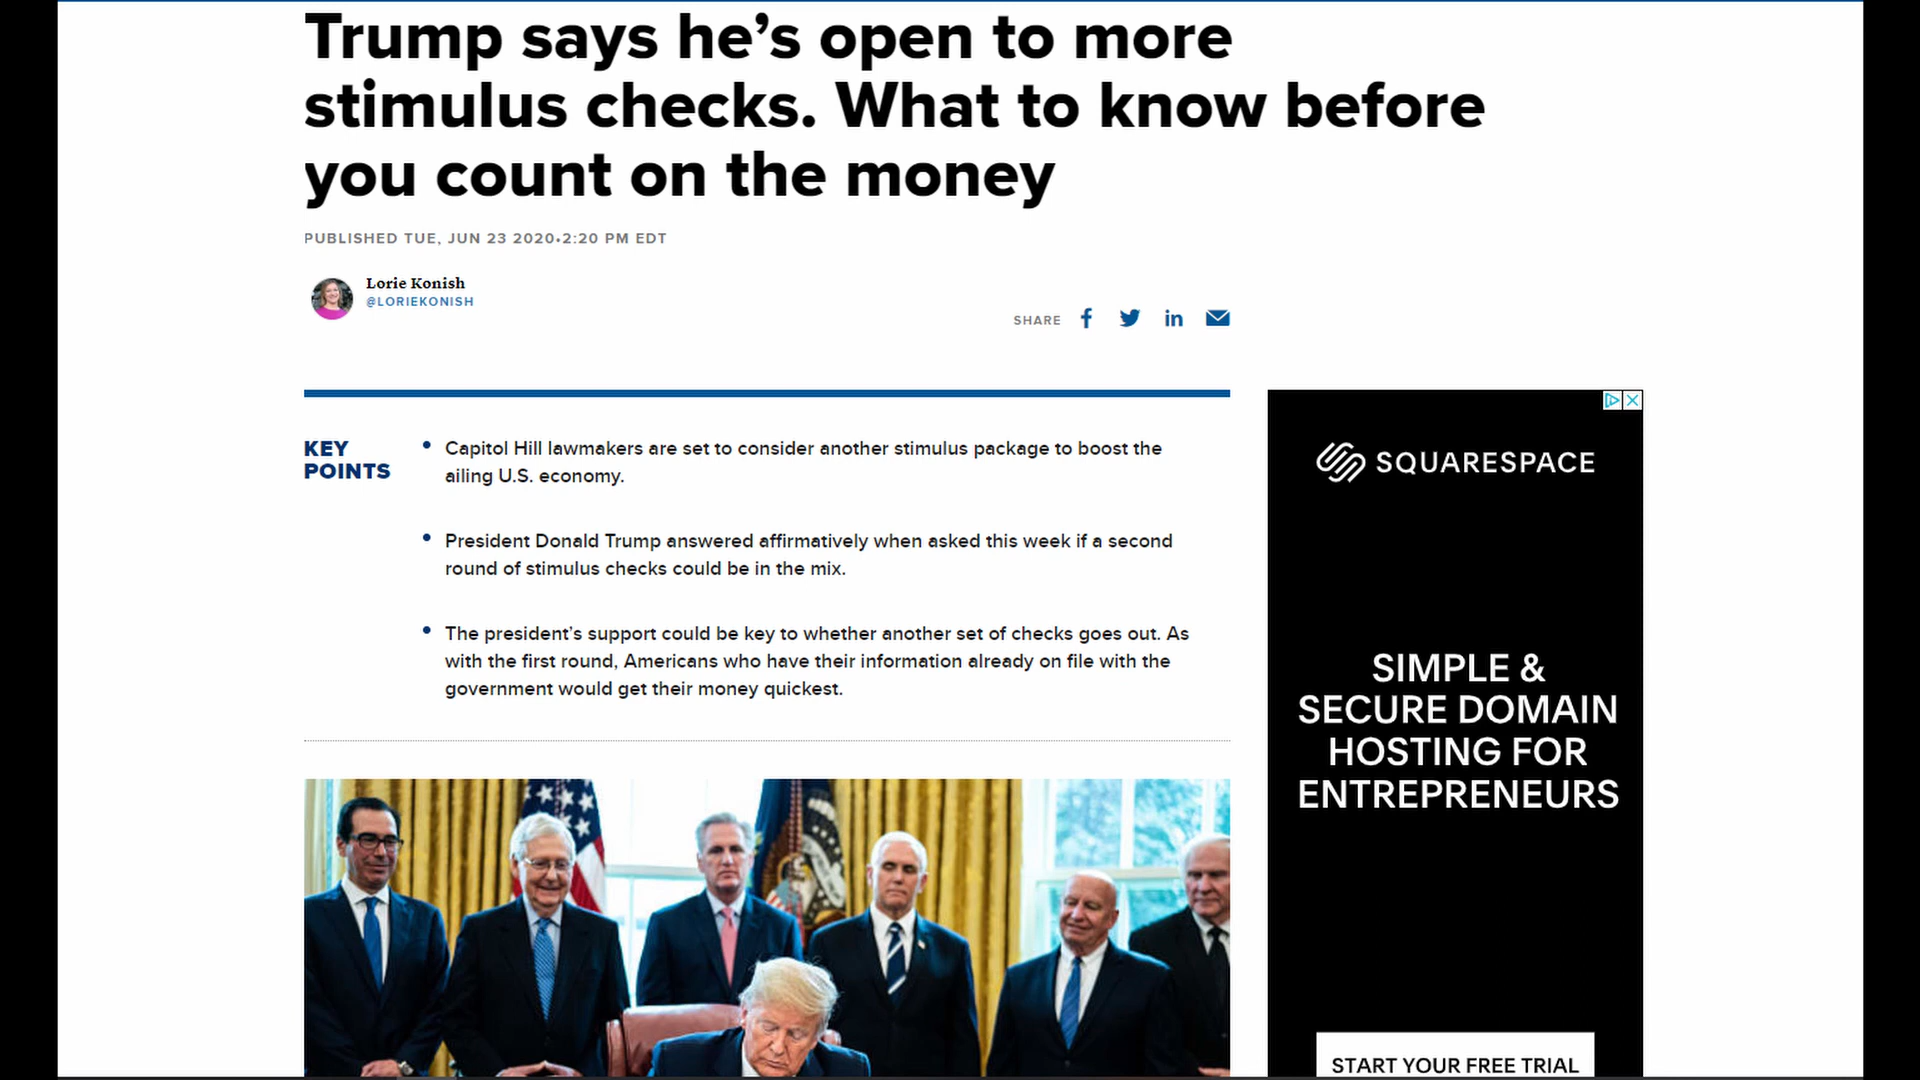 Trump says he’s open to more
stimulus checks. What to know before
you count on the money
PUBLISHED TUE, JUN 23 2020•2:20 PM EDT
Lorie Konish
@LORIEKONISH
SHARE
KEY
POINTS
Capitol Hill lawmakers are set to consider another stimulus package to boost the
ailing U.S. economy.
President Donald Trump answered affirmatively when asked this week if a second
round of stimulus checks could be in the mix.
The president’s support could be key to whether another set of checks goes out. As
with the first round, Americans who have their information already on file with the
government would get their money quickest.
SQUARESPACE
SIMPLE &
SECURE DOMAIN
HOSTING FOR
ENTREPRENEURS
START YOUR FREE TRIAL